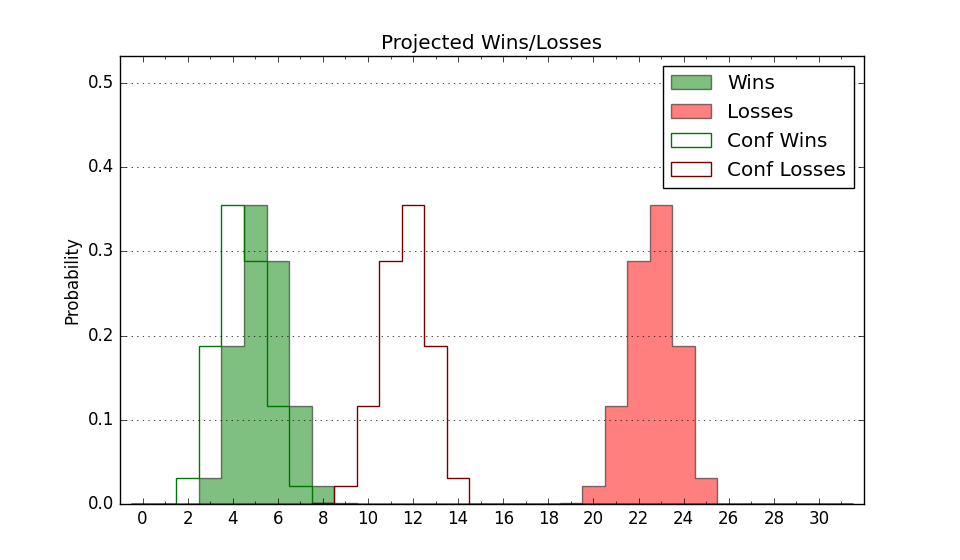 Projected Wins/Losses
Wins
Losses
Conf Wins
Conf Losses
Probability
0.5
0.4
0.3
0.2
0.1
0.0
0 2 4 6 8 10 12 14 16 18 20 22 24 26 28 30